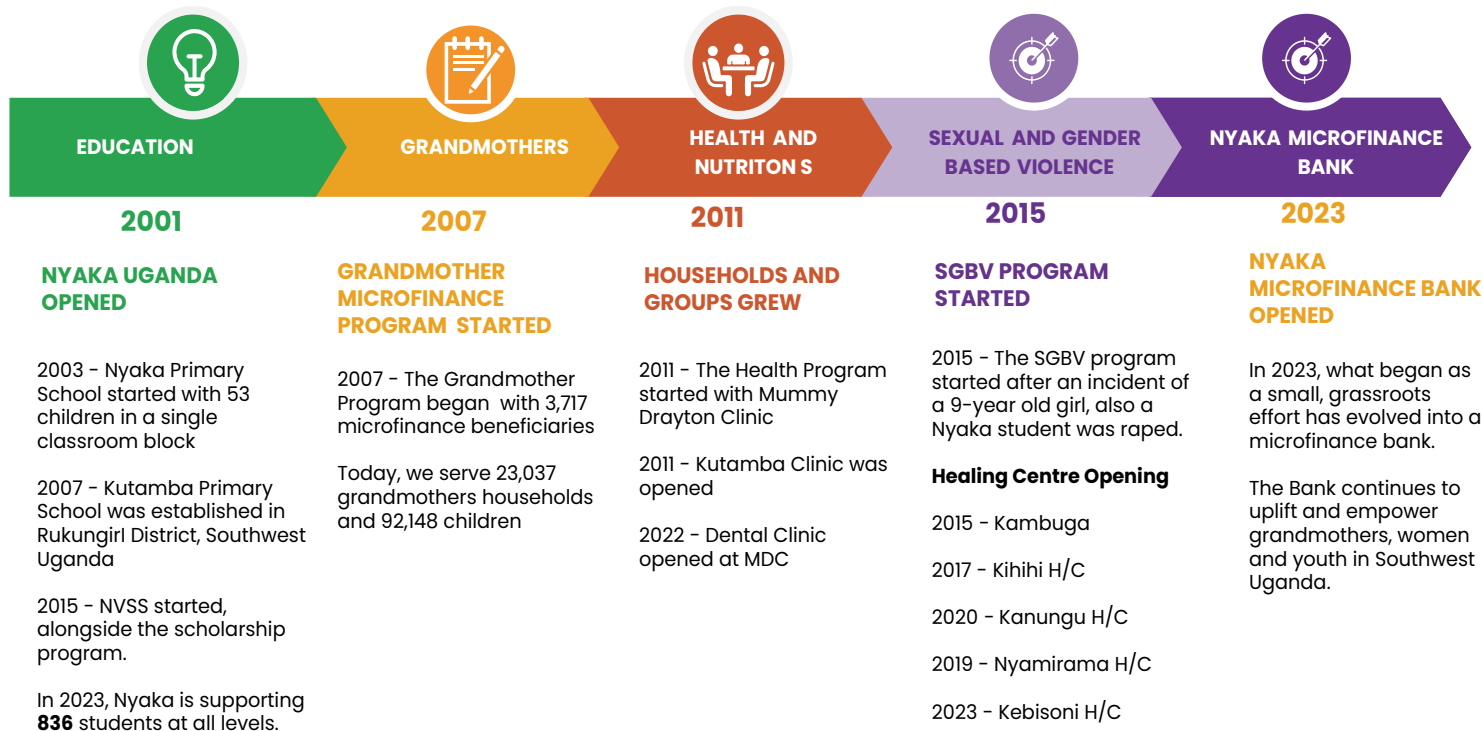 EDUCATION
2001
NYAKA UGANDA
OPENED
2003 - Nyaka Primary
School started with 53
children in a single
classroom block
2007 - Kutamba Primary
School was established in
RukungirI District, Southwest
Uganda
2015 - NVSS started,
alongside the scholarship
program.
In 2023, Nyaka is supporting
836 students at all levels.
GRANDMOTHERS
2007
GRANDMOTHER
MICROFINANCE
PROGRAM STARTED
2007 - The Grandmother
Program began with 3,717
microfinance beneficiaries
Today, we serve 23,037
grandmothers households
and 92,148 children
HEALTH AND
NUTRITON S
2011
HOUSEHOLDS AND
GROUPS GREW
2011 - The Health Program
started with Mummy
Drayton Clinic
2011 - Kutamba Clinic was
opened
2022 - Dental Clinic
opened at MDC
SEXUAL AND GENDER
BASED VIOLENCE
2015
SGBV PROGRAM
STARTED
2015 - The SGBV program
started after an incident of
a 9-year old girl, also a
Nyaka student was raped.
Healing Centre Opening
2015 - Kambuga
2017 - Kihihi H/C
2020 - Kanungu H/C
2019 - Nyamirama H/C
2023 - Kebisoni H/C
NYAKA MICROFINANCE
BANK
2023
NYAKA
MICROFINANCE BANK
OPENED
In 2023, what began as
a small, grassroots
effort has evolved into a
microfinance bank.
The Bank continues to
uplift and empower
grandmothers, women
and youth in Southwest
Uganda.